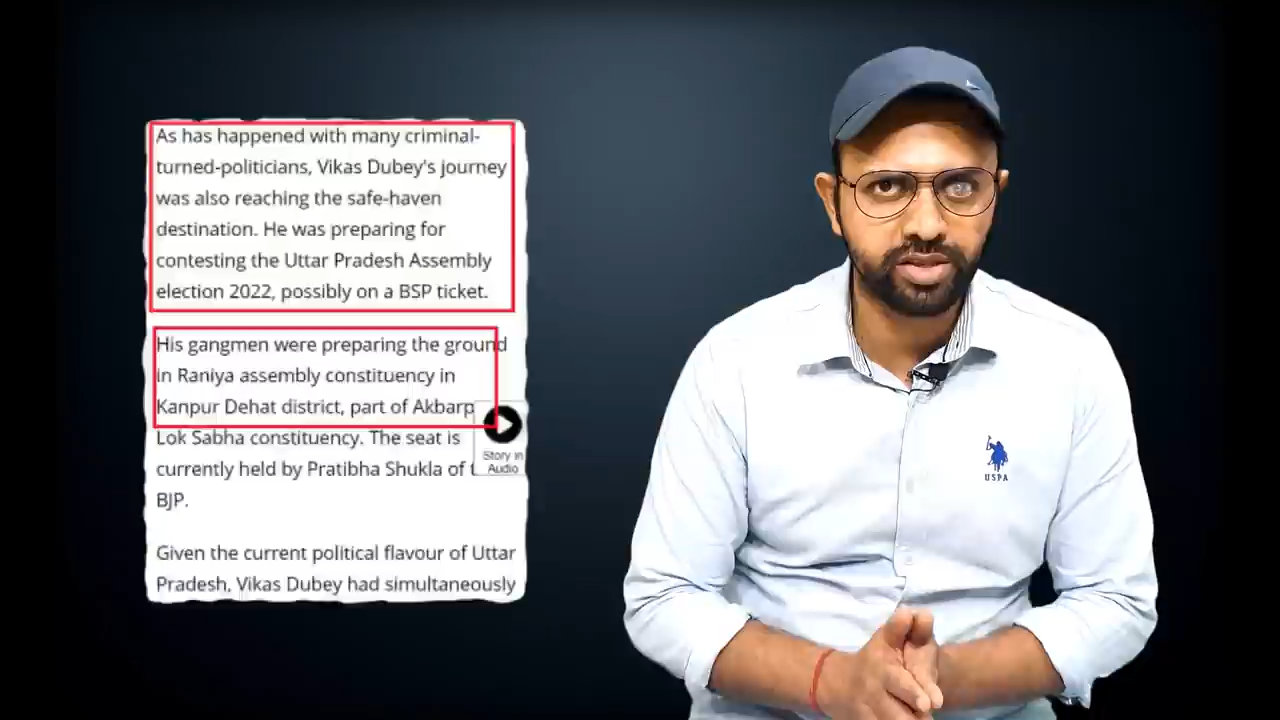 As has happened with many criminal-
turned-politicians, Vikas Dubey's journey
was also reaching the safe-haven
destination. He was preparing for
contesting the Uttar Pradesh Assembly
election 2022, possibly on a BSP ticket.
His gangmen were preparing the ground
in Raniya assembly constituency in
Kanpur Dehat district, part of Akbarp
Lok Sabha constituency. The seat is
currently held by Pratibha Shukla of t
BJP.
Given the current political flavour of Uttar
Pradesh, Vikas Dubey had simultaneously
Story in
Audio
USPA